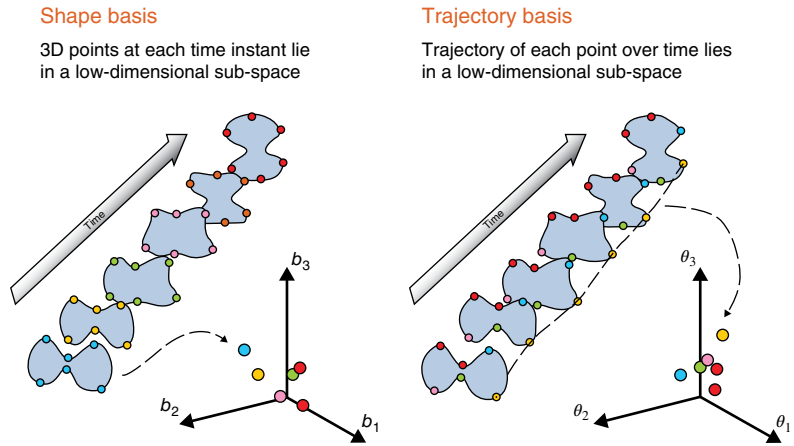 Shape basis
3D points at each time instant lie
in a low-dimensional sub-space
Time
b3
b2
b1
Trajectory basis
Trajectory of each point over time lies
in a low-dimensional sub-space
Time
θ3
θ2
θ1